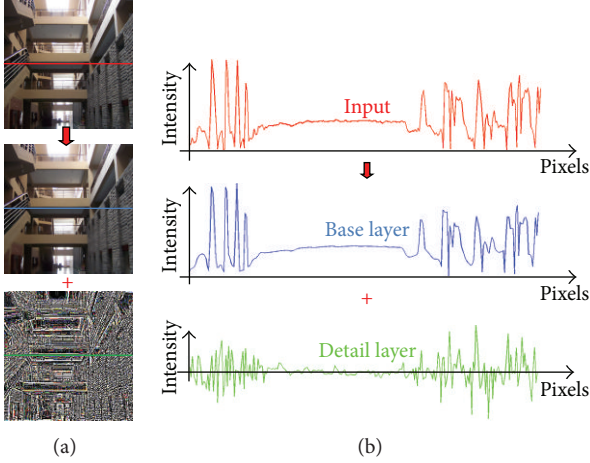 Intensity
Input
Pixels
Intensity
Base layer
Pixels
+
+
Intensity
Detail layer
Pixels
(a)
(b)